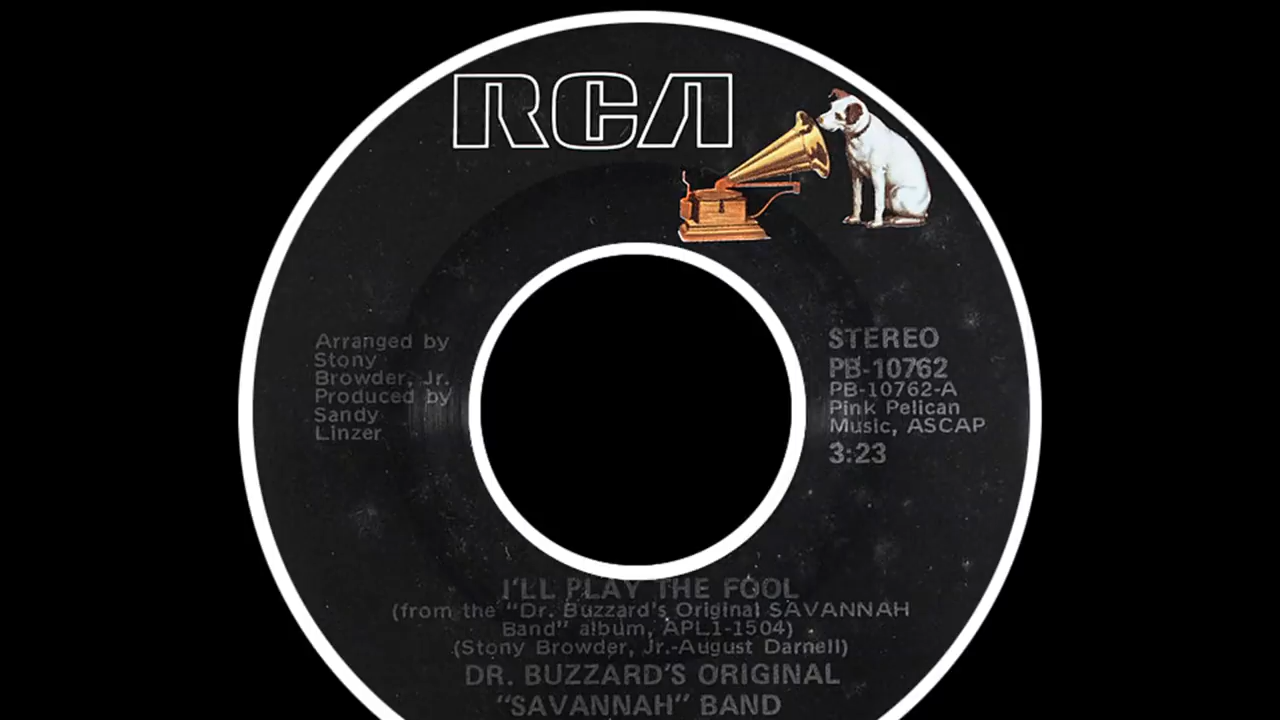 RCA
Arranged by
Stony
Browder, Jr.
Produced by
Sandy
Linzer
STEREO
PB-10762
PB-10762-A
Pink Pelican
Music, ASCAP
3:23
I'LL PLAY THE FOOL
(from the "Dr. Buzzard's Original SAVANNAH
Band" album, APL1-1504)
(Stony Browder, Jr.-August Darnell)
DR. BUZZARD'S ORIGINAL
"SAVANNAH" BAND